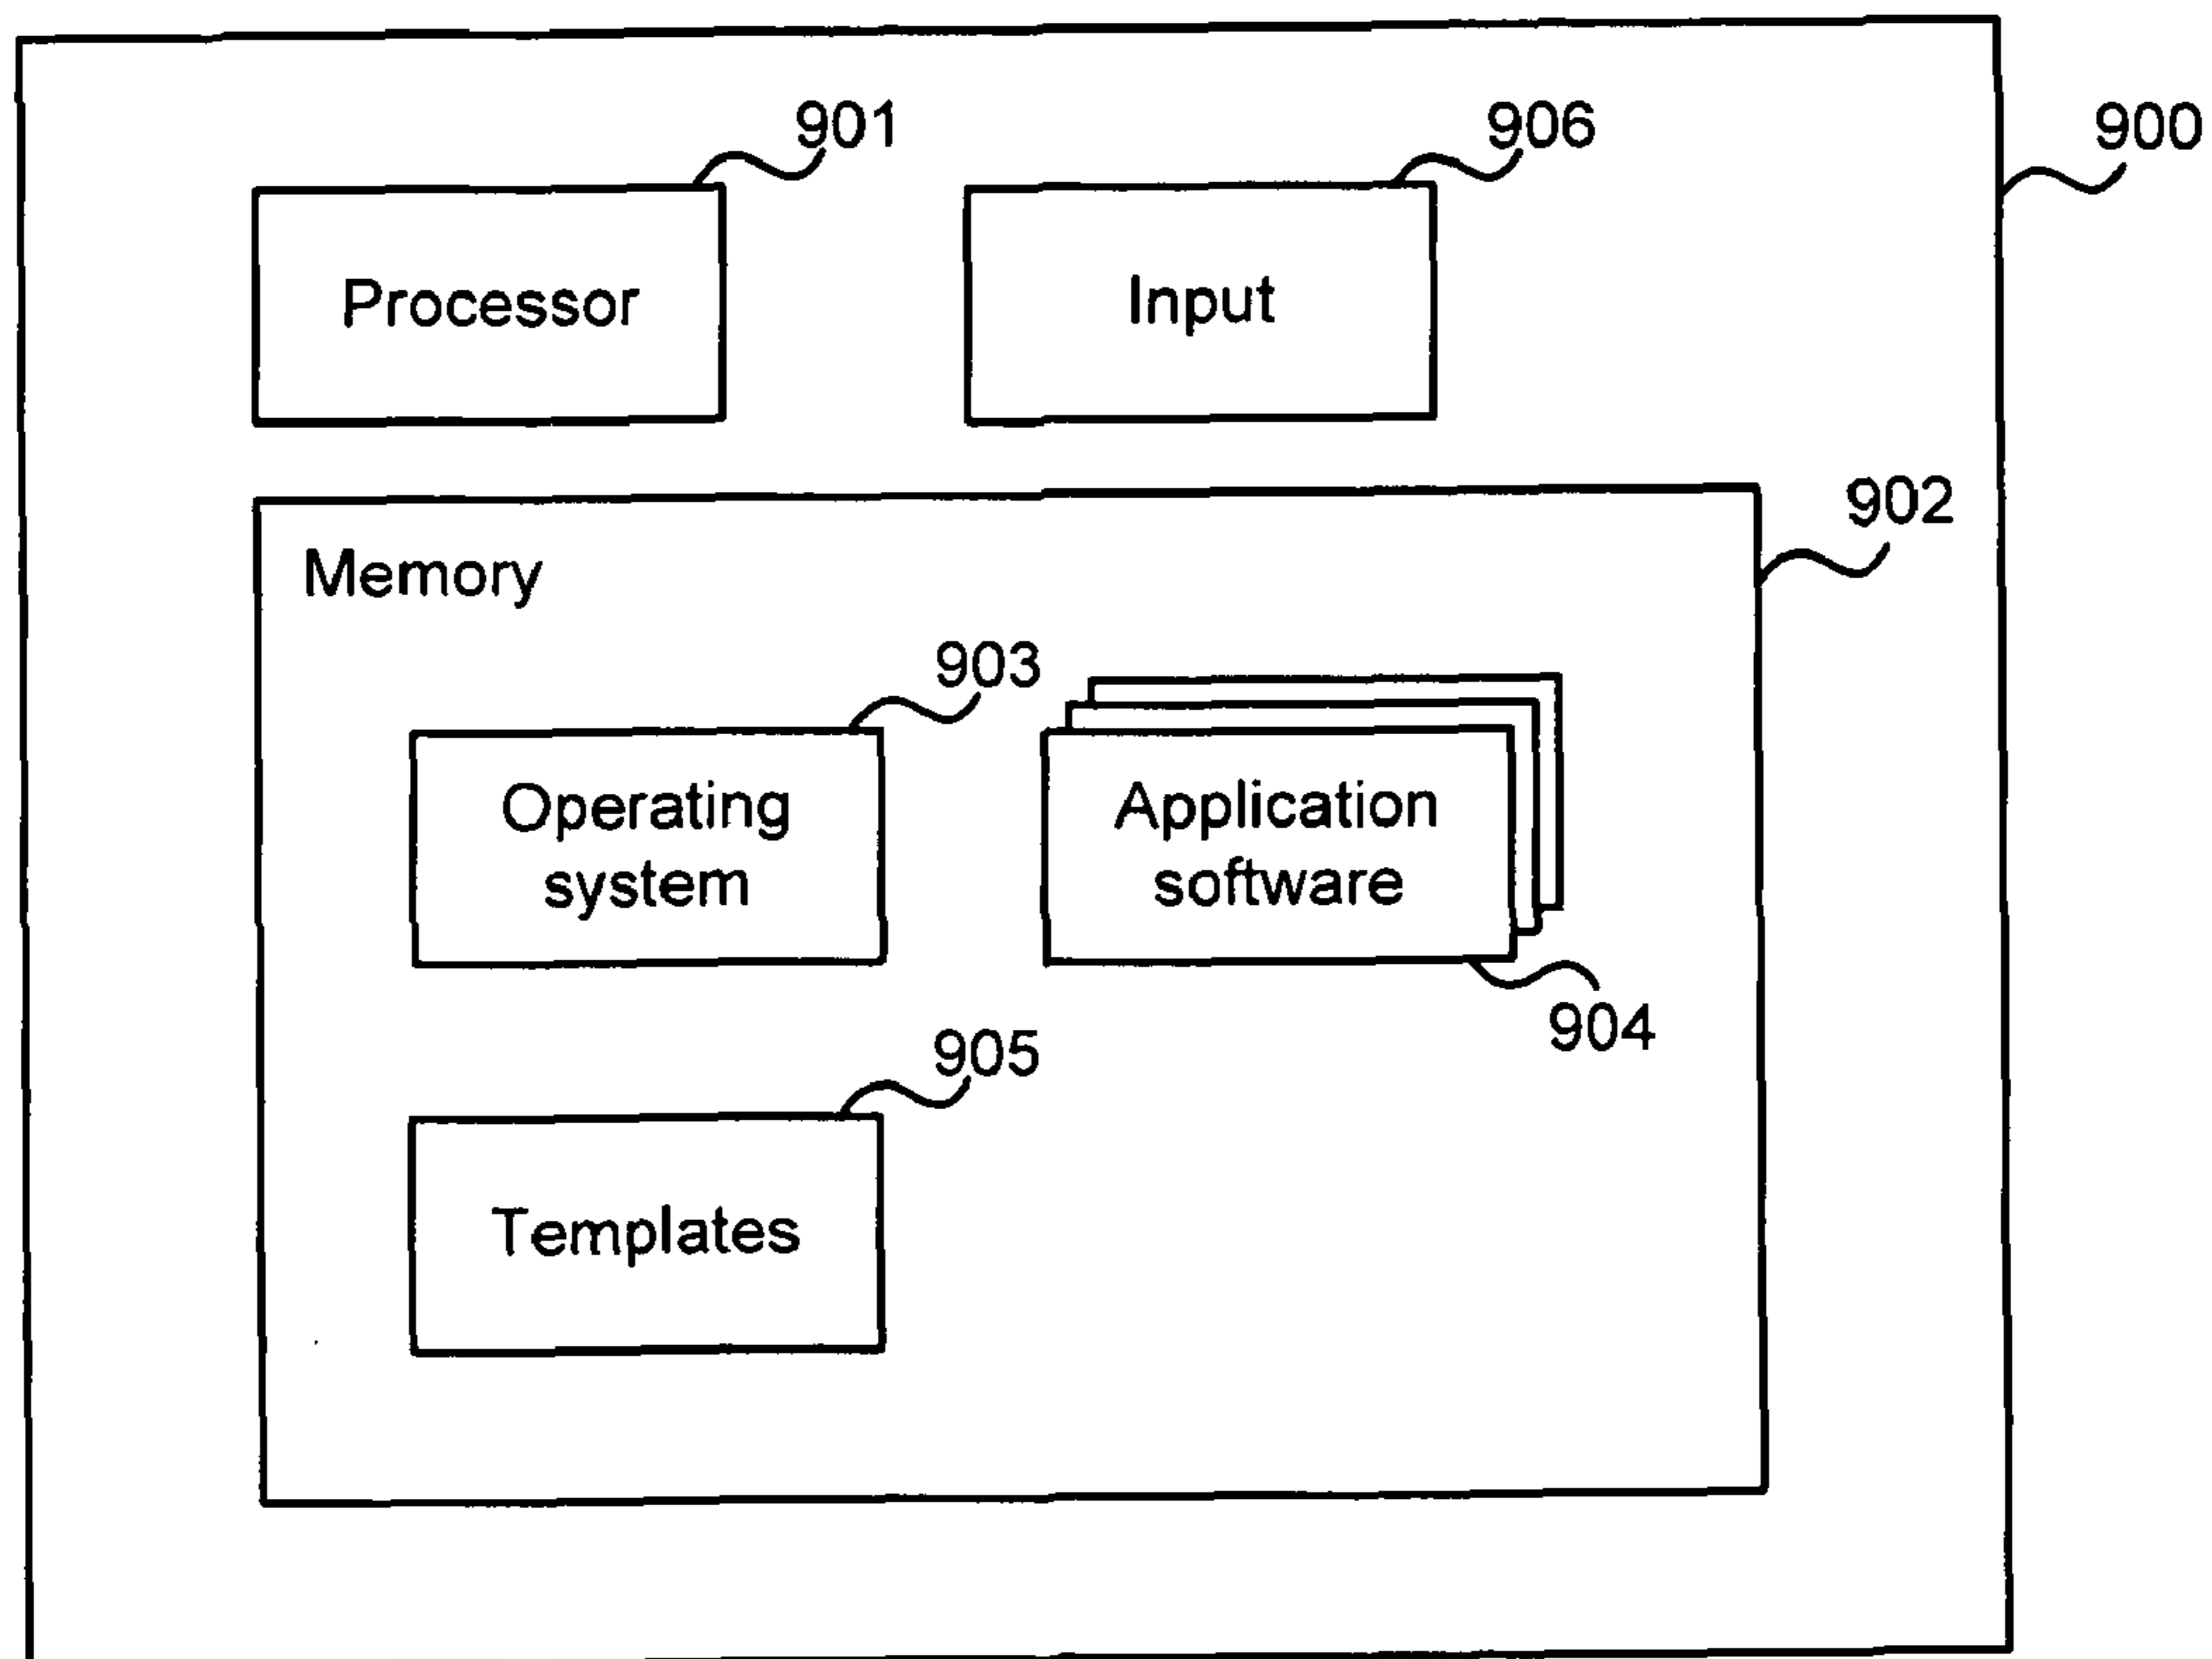 901
906
900
Processor
Input
902
Memory
903
Operating
system
Application
software
904
905
Templates